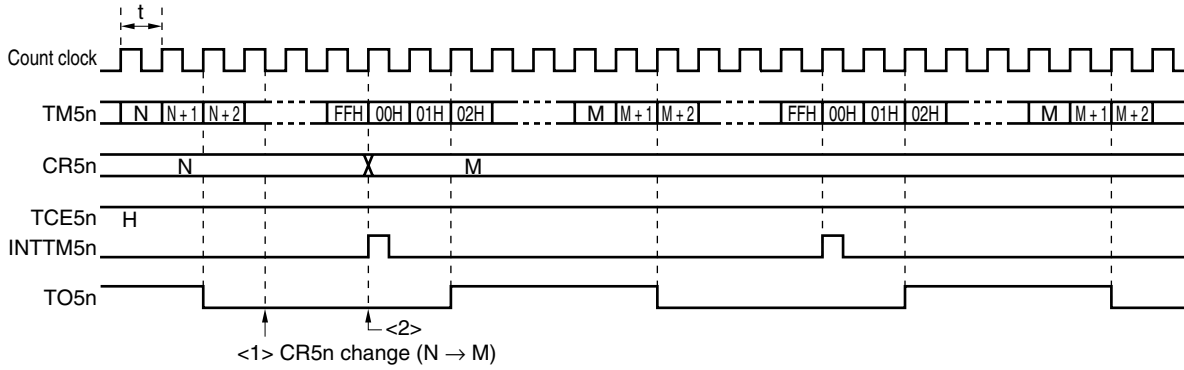 t
Count clock
TM5n N N + 1 N + 2 FFH 00H 01H 02H M M + 1 M + 2 FFH 00H 01H 02H M M + 1 M + 2
CR5n N M
TCE5n H
INTTM5n
TO5n
<2>
<1> CR5n change (N → M)